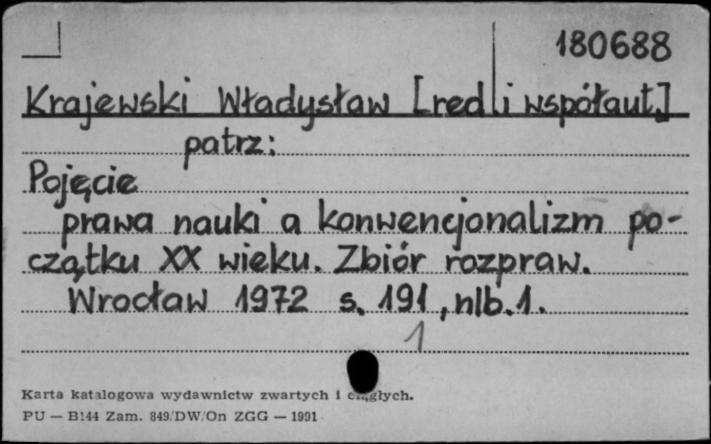 180688
Krajewski Władysław [red i współaut.]
patrz:
Pojęcie
prawa nauki a konwencjonalizm po-
czątku XX wieku. Zbiór rozpraw.
Wrocław 1972 s. 191, nlb. 1.
1
Karta katalogowa wydawnictw zwartych i ciągłych.
PU — B144 Zam. 849/DW/On ZGG — 1991